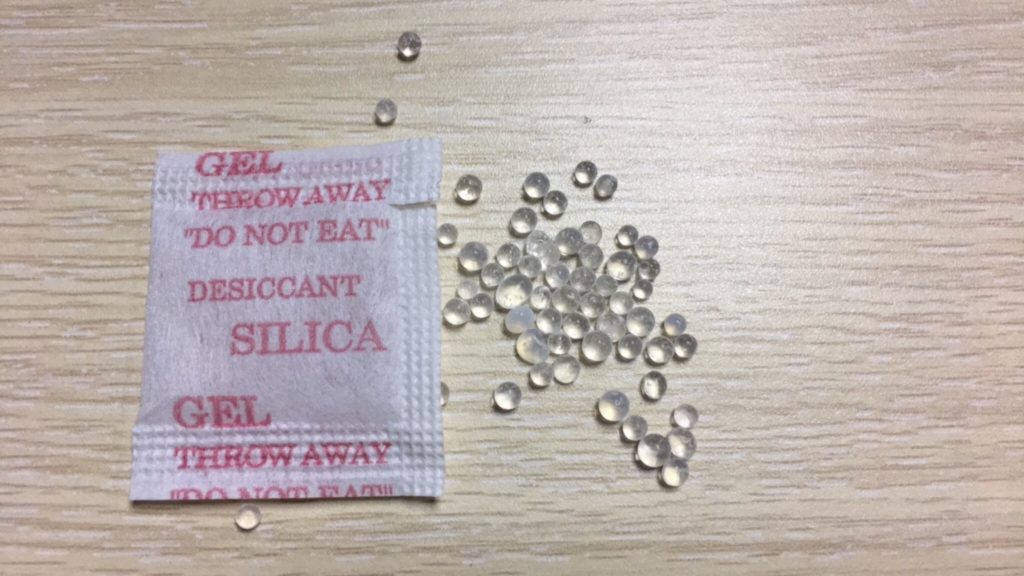 GEL
THROW AWAY
"DO NOT EAT"
DESICCANT
SILICA
GEL
THROW AWAY
"DO NOT EAT"